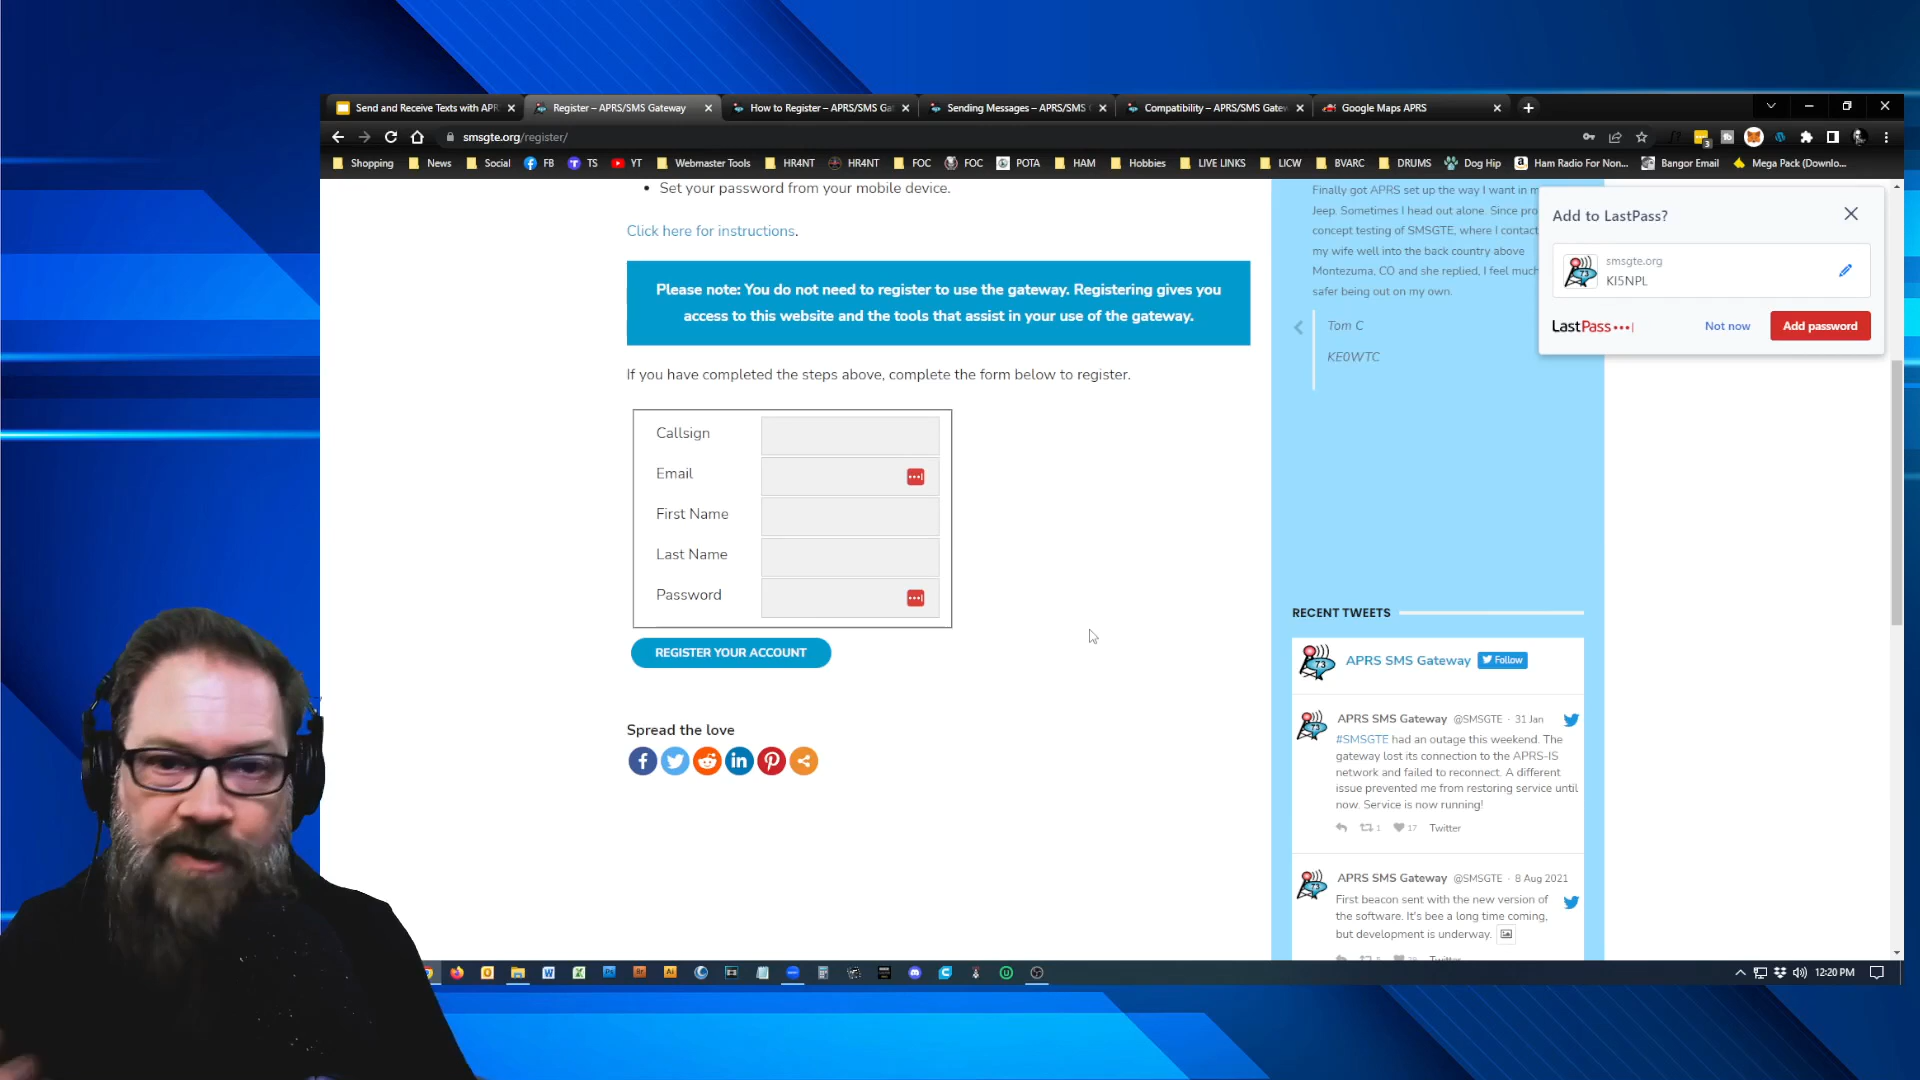 Send and Receive Texts with APR
Register – APRS/SMS Gateway
How to Register – APRS/SMS Ga
Sending Messages – APRS/SMS
Compatibility – APRS/SMS Gatew
Google Maps APRS
smsgte.org/register/
Shopping
News
Social
FB
TS
YT
Webmaster Tools
HR4NT
HR4NT
FOC
FOC
POTA
HAM
Hobbies
LIVE LINKS
LICW
BVARC
DRUMS
Dog Hip
Ham Radio For Non...
Bangor Email
Mega Pack (Downlo...
Set your password from your mobile device.
Click here for instructions.
Please note: You do not need to register to use the gateway. Registering gives you
access to this website and the tools that assist in your use of the gateway.
If you have completed the steps above, complete the form below to register.
Callsign
Email
First Name
Last Name
Password
REGISTER YOUR ACCOUNT
Spread the love
Finally got APRS set up the way I want in m
Jeep. Sometimes I head out alone. Since pro
concept testing of SMSGTE, where I contact
my wife well into the back country above
Montezuma, CO and she replied, I feel much
safer being out on my own.
Tom C
KE0WTC
Add to LastPass?
smsgte.org
KI5NPL
LastPass
Not now
Add password
RECENT TWEETS
73
APRS SMS Gateway
Follow
APRS SMS Gateway @SMSGTE · 31 Jan
#SMSGTE had an outage this weekend. The
gateway lost its connection to the APRS-IS
network and failed to reconnect. A different
issue prevented me from restoring service until
now. Service is now running!
1
17
Twitter
APRS SMS Gateway @SMSGTE · 8 Aug 2021
First beacon sent with the new version of
the software. It's bee a long time coming,
but development is underway.
12:20 PM